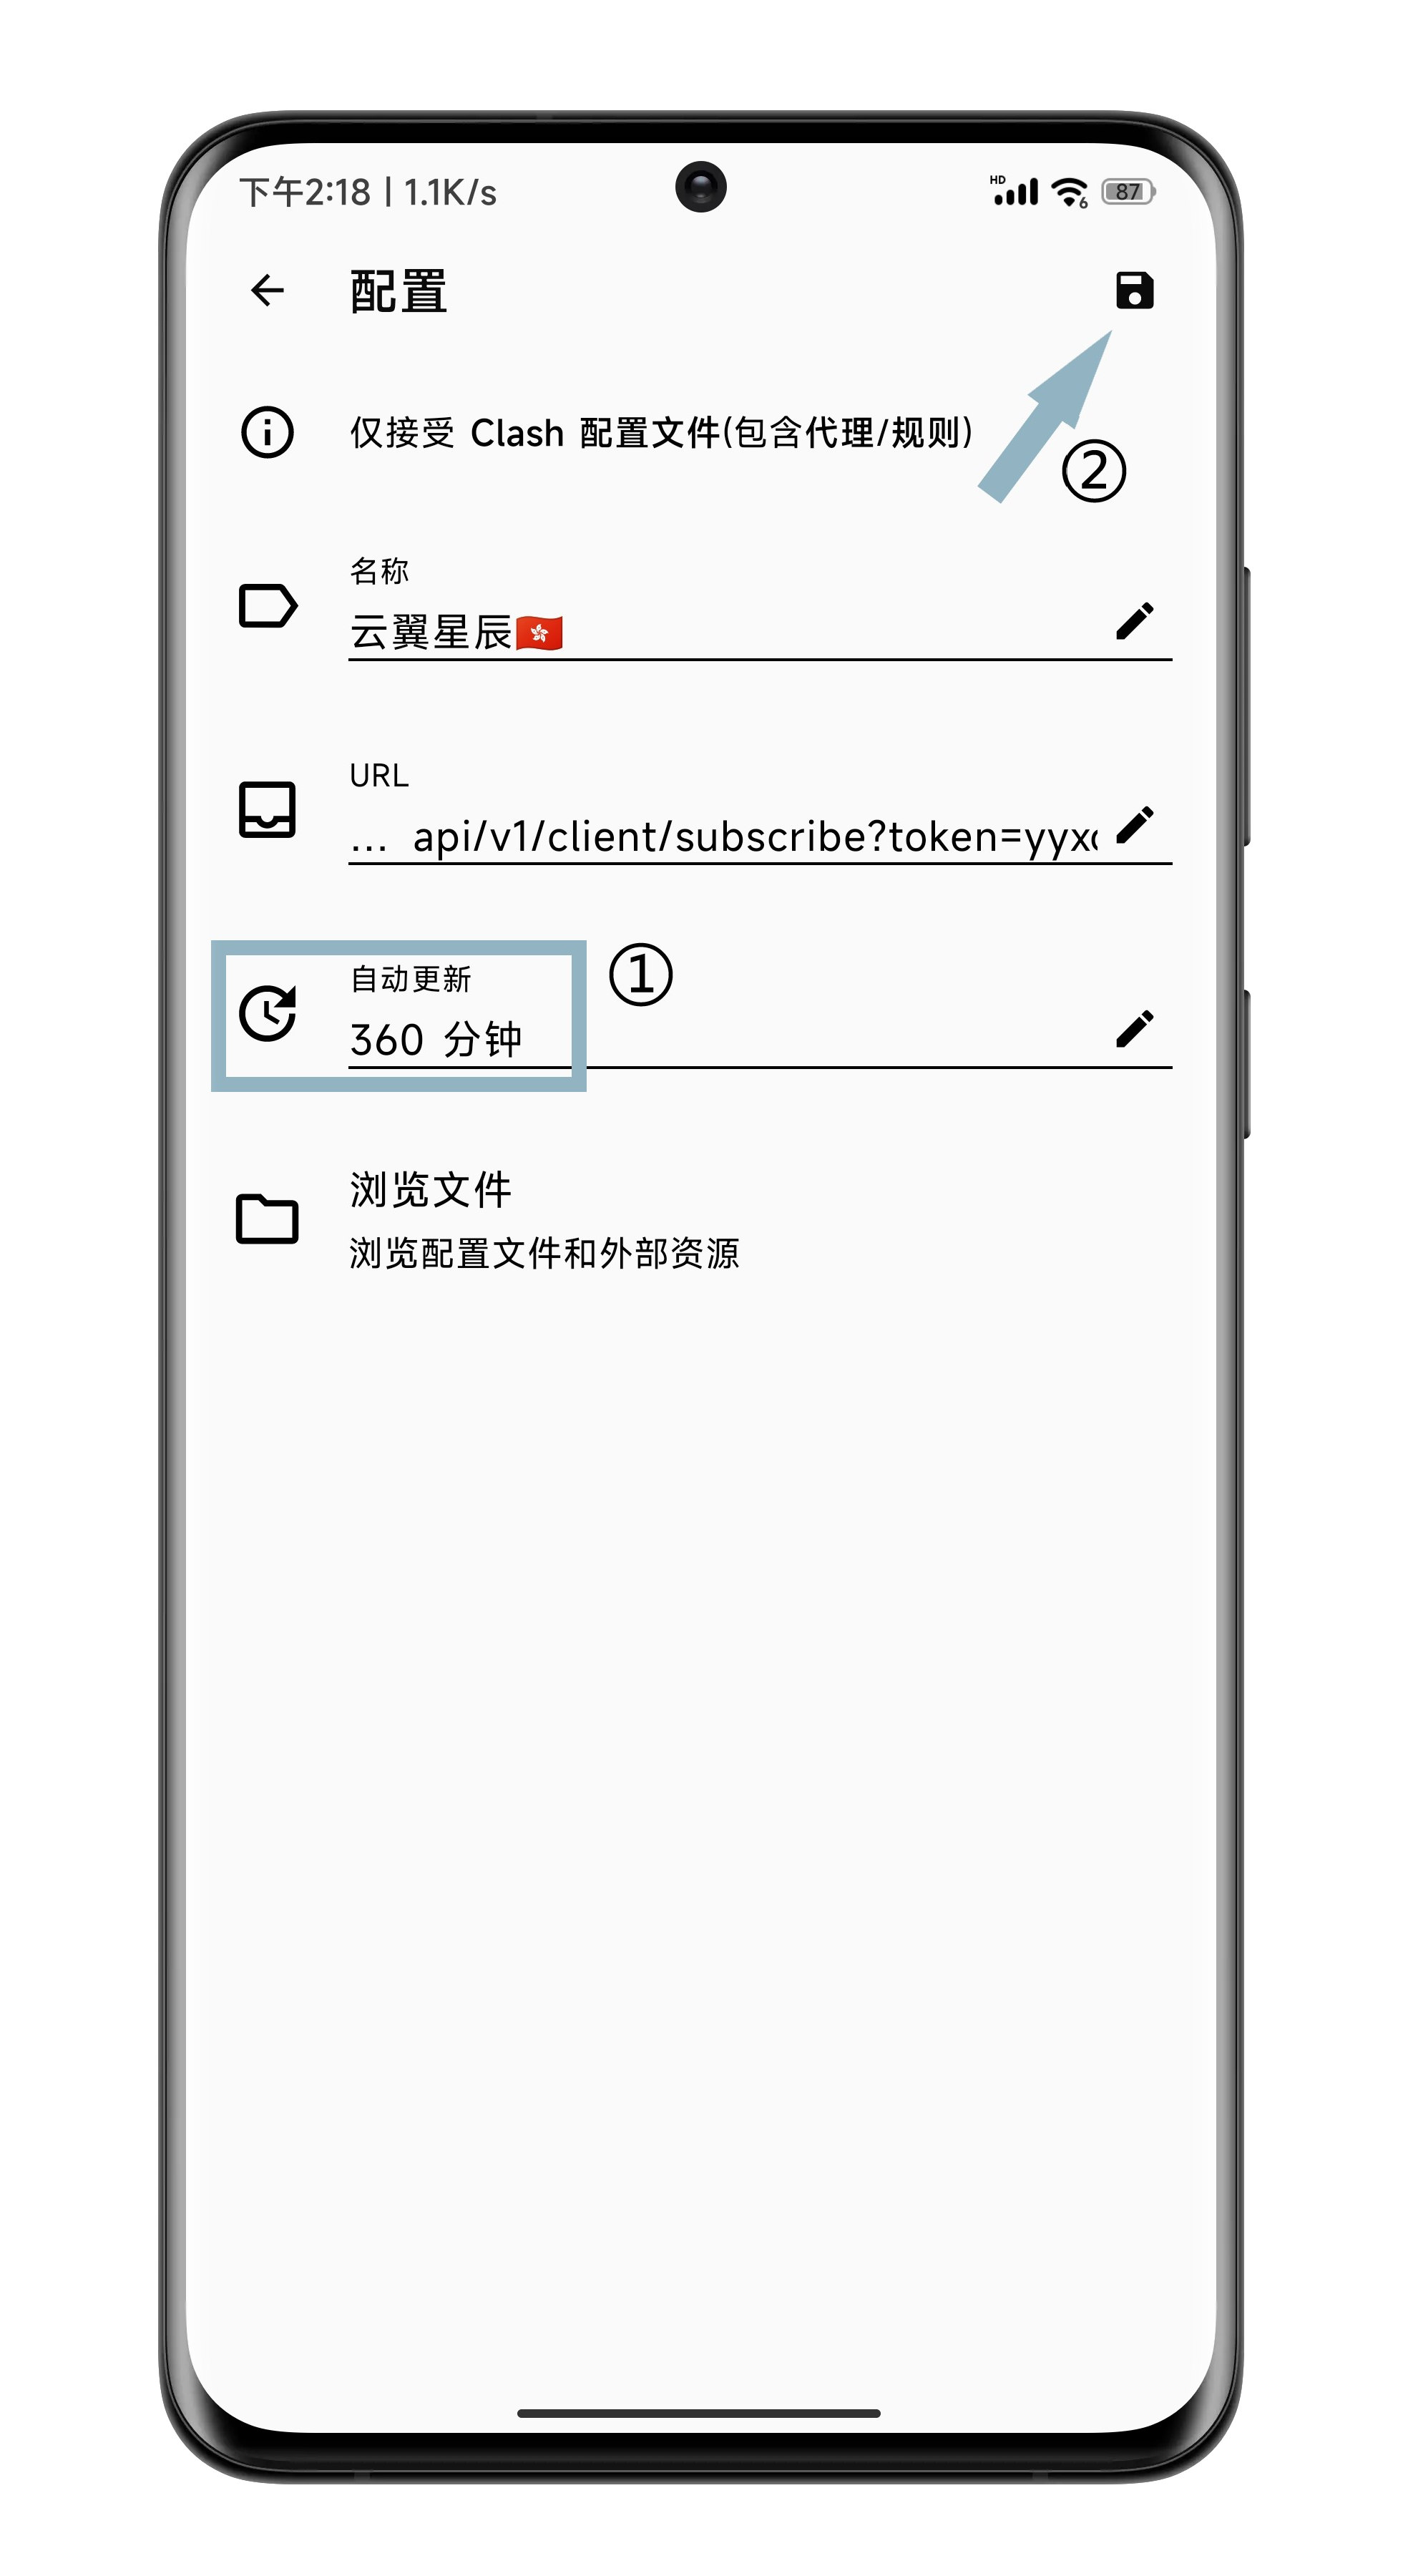 下午2:18 | 1.1K/s
HD
6
87
配置
仅接受 Clash 配置文件(包含代理/规则)
②
名称
云翼星辰🇭🇰
URL
... api/v1/client/subscribe?token=yyx
①
自动更新
360 分钟
浏览文件
浏览配置文件和外部资源